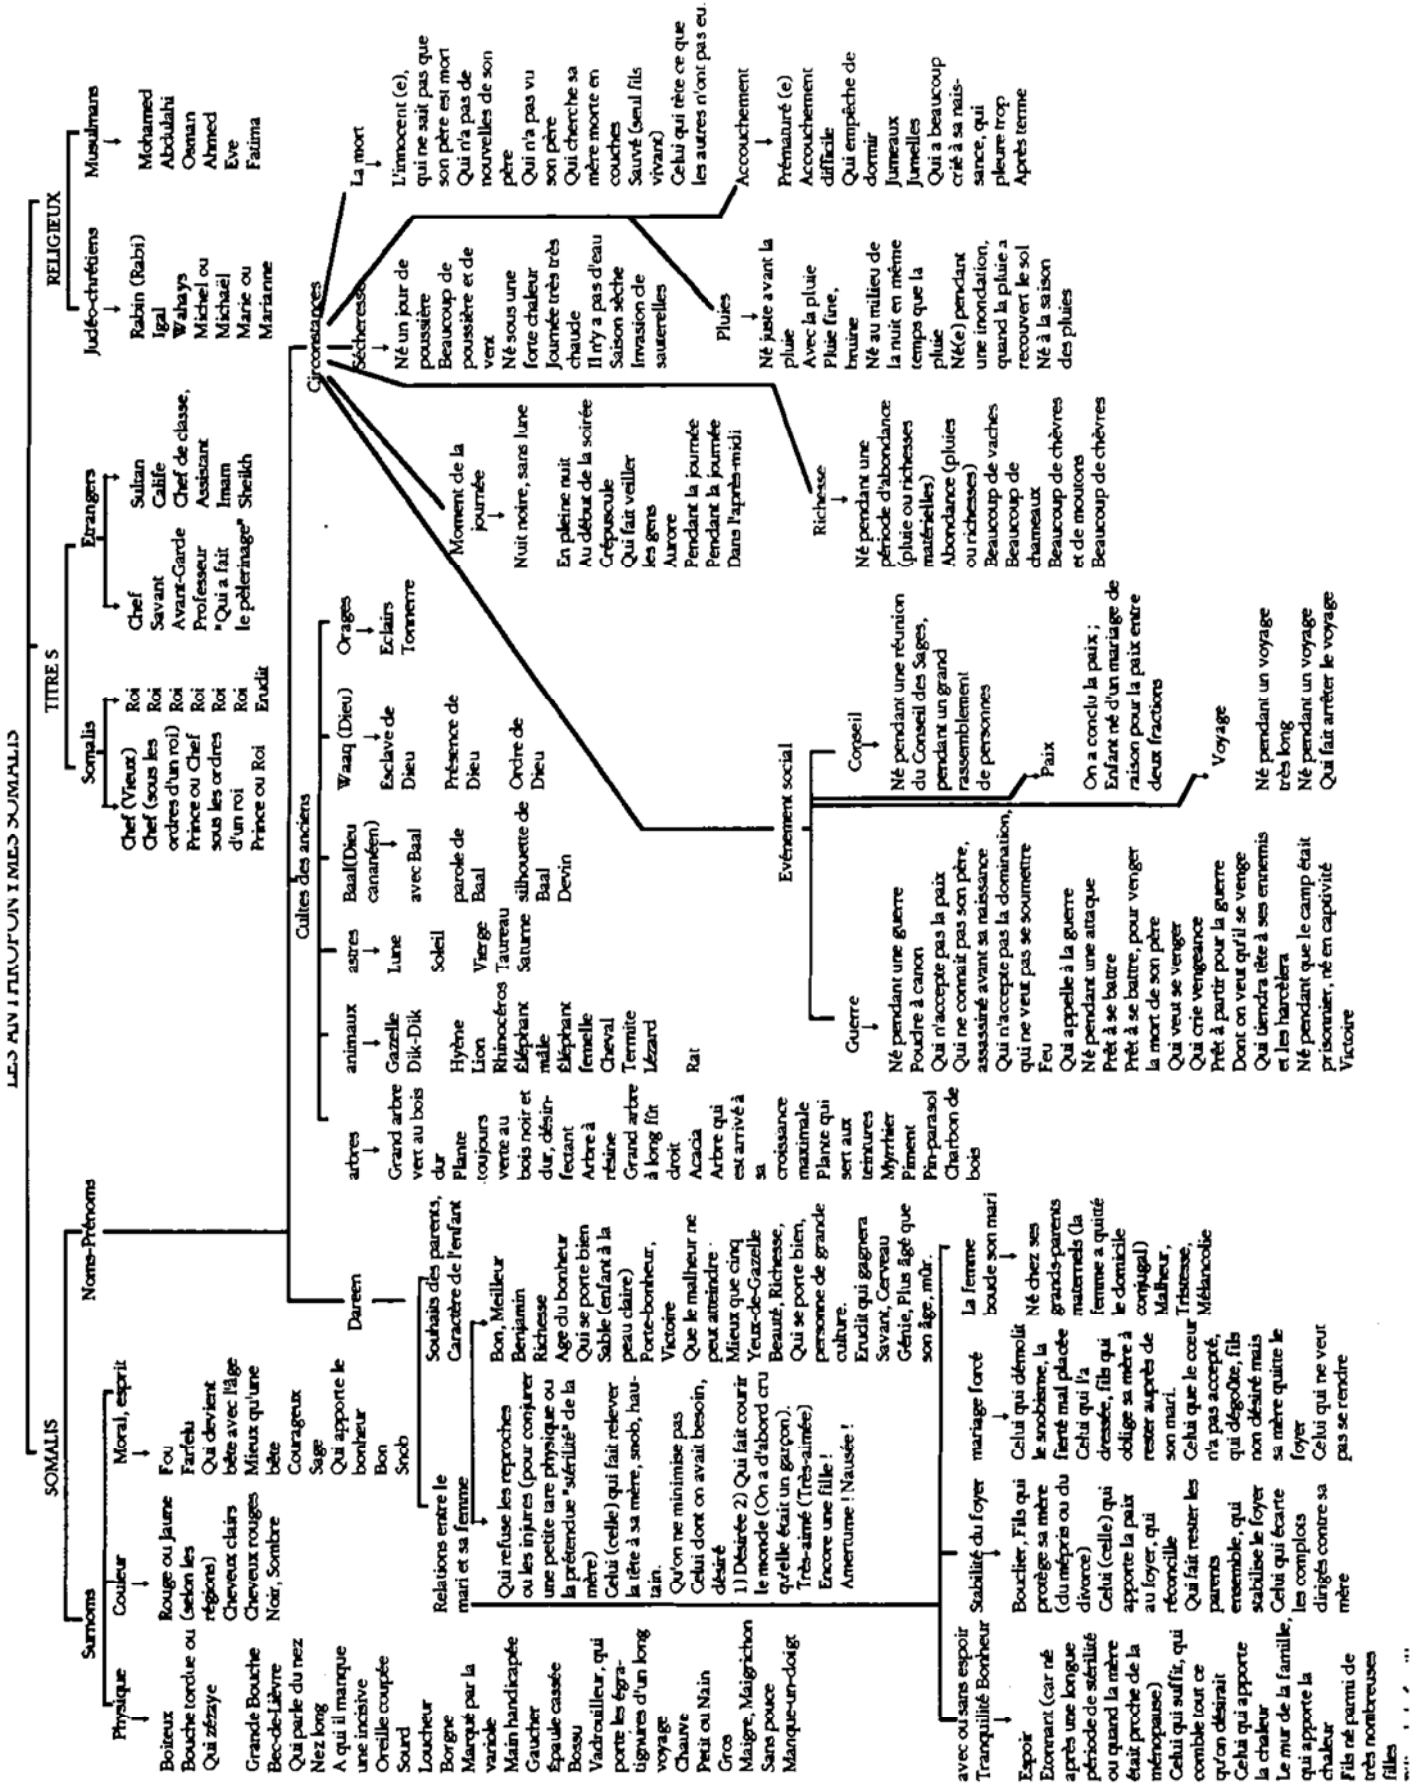 LES ANTHROPONYMES SOMALIS
SOMALIS
TITRES
RELIGIEUX
Surnoms
Noms-Prénoms
Somalis
Etrangers
Judéo-chrétiens
Musulmans
Physique
Boiteux
Bouche tordue ou
Qui zézaye
Grande Bouche
Bec-de-Lièvre
Qui parle du nez
Nez long
A qui il manque
une incisive
Oreille coupée
Sourd
Loucheur
Borgne
Marqué par la
variole
Main handicapée
Gaucher
Epaule cassée
Bossu
Vadrouilleur, qui
porte les égra-
tignures d'un long
voyage
Chauve
Petit ou Nain
Gros
Maigre, Maigrichon
Sans pouce
Manque-un-doigt
Couleur
Rouge ou Jaune
(selon les
régions)
Cheveux clairs
Cheveux rouges
Noir, Sombre
Moral, esprit
Fou
Farfelu
Qui devient
bête avec l'âge
Mieux qu'une
bête
Courageux
Sage
Qui apporte le
bonheur
Bon
Snob
Chef (Vieux)
Chef (sous les
ordres d'un roi)
Prince ou Chef
sous les ordres
d'un roi
Prince ou Roi
Roi
Roi
Roi
Roi
Roi
Roi
Erudit
Chef
Savant
Avant-Garde
Professeur
"Qui a fait
le pèlerinage"
Sultan
Calife
Chef de classe,
Assistant
Imam
Sheikh
Rabin (Rabi)
Igal
Wahays
Michel ou
Michaël
Marie ou
Marianne
Mohamed
Abdulahi
Osman
Ahmed
Eve
Fatima
Dareen
Cultes des anciens
Circonstances
Relations entre le
mari et sa femme
Qui refuse les reproches
ou les injures (pour conjurer
une petite tare physique ou
la prétendue "stérilité" de la
mère)
Celui (celle) qui fait relever
la tête à sa mère, snob, hau-
tain.
Qu'on ne minimise pas
Celui dont on avait besoin,
désiré
1) Désirée 2) Qui fait courir
le monde (On a d'abord cru
qu'elle était un garçon).
Très-aimé (Très-aimée)
Encore une fille !
Amertume ! Nausée !
Souhaits des parents,
Caractère de l'enfant
Bon, Meilleur
Benjamin
Richesse
Age du bonheur
Qui se porte bien
Sable (enfant à la
peau claire)
Porte-bonheur,
Victoire
Que le malheur ne
peut atteindre
Mieux que cinq
Yeux-de-Gazelle
Beauté, Richesse,
Qui se porte bien,
personne de grande
culture.
Erudit qui gagnera
Savant, Cerveau
Génie, Plus âgé que
son âge, mûr.
arbres
Grand arbre
vert au bois
dur
Plante
toujours
verte au
bois noir et
dur, désin-
fectant
Arbre à
résine
Grand arbre
à long fût
droit
Acacia
Arbre qui
est arrivé à
sa
croissance
maximale
Plante qui
sert aux
teintures
Myrrhier
Piment
Pin-parasol
Charbon de
bois
animaux
Gazelle
Dik-Dik
Hyène
Lion
Rhinocéros
Eléphant
mâle
Eléphant
femelle
Cheval
Termite
Lézard
Rat
astres
Lune
Soleil
Vierge
Taureau
Saturne
Baal(Dieu
cananéen)
avec Baal
parole de
Baal
silhouette de
Baal
Devin
Waaq (Dieu)
Esclave de
Dieu
Présence de
Dieu
Ordre de
Dieu
Orages
Eclairs
Tonnerre
Moment de la
journée
Nuit noire, sans lune
En pleine nuit
Au début de la soirée
Crépuscule
Qui fait veiller
les gens
Aurore
Pendant la journée
Pendant la journée
Dans l'après-midi
Sécheresse
Né un jour de
poussière
Beaucoup de
poussière et de
vent
Né sous une
forte chaleur
Journée très très
chaude
Il n'y a pas d'eau
Saison sèche
Invasion de
sauterelles
La mort
L'innocent (e),
qui ne sait pas que
son père est mort
Qui n'a pas de
nouvelles de son
père
Qui n'a pas vu
son père
Qui cherche sa
mère morte en
couches
Sauvé (seul fils
vivant)
Celui qui tète ce que
les autres n'ont pas eu.
avec ou sans espoir
Tranquilité Bonheur
Espoir
Etonnant (car né
après une longue
période de stérilité
ou quand la mère
était proche de la
ménopause)
Celui qui suffit, qui
comble tout ce
qu'on désirait
Celui qui apporte
la chaleur
Le mur de la famille,
qui apporte la
chaleur
Fils né parmi de
très nombreuses
filles
Stabilité du foyer
Bouclier, Fils qui
protège sa mère
(du mépris ou du
divorce)
Celui (celle) qui
apporte la paix
au foyer, qui
réconcille
Qui fait rester les
parents
ensemble, qui
stabilise le foyer
Celui qui écarte
les complots
dirigés contre sa
mère
mariage forcé
Celui qui démolit
le snobisme, la
fierté mal placée
Celui qui l'a
dressée, fils qui
oblige sa mère à
rester auprès de
son mari.
Celui que le cœur
n'a pas accepté,
qui dégoûte, fils
non désiré mais
sa mère quitte le
foyer
Celui qui ne veut
pas se rendre
La femme
boude son mari
Né chez ses
grands-parents
maternels (la
femme a quitté
le domicile
conjugal)
Malheur,
Tristesse,
Mélancolie
Evénement social
Guerre
Né pendant une guerre
Poudre à canon
Qui n'accepte pas la paix
Qui ne connait pas son père,
assassiné avant sa naissance
Qui n'accepte pas la domination,
qui ne veut pas se soumettre
Feu
Qui appelle à la guerre
Né pendant une attaque
Prêt à se battre
Prêt à se battre, pour venger
la mort de son père
Qui veut se venger
Qui crie vengeance
Prêt à partir pour la guerre
Dont on veut qu'il se venge
Qui tiendra tête à ses ennemis
et les harcèlera
Né pendant que le camp était
prisonnier, né en captivité
Victoire
Conseil
Né pendant une réunion
du Conseil des Sages,
pendant un grand
rassemblement
de personnes
Paix
On a conclu la paix ;
Enfant né d'un mariage de
raison pour la paix entre
deux fractions
Voyage
Né pendant un voyage
très long
Né pendant un voyage
Qui fait arrêter le voyage
Richesse
Né pendant une
période d'abondance
(pluie ou richesses
matérielles)
Abondance (pluies
ou richesses)
Beaucoup de vaches
Beaucoup de
chameaux
Beaucoup de chèvres
et de moutons
Beaucoup de chèvres
Pluies
Né juste avant la
pluie
Avec la pluie
Pluie fine,
bruine
Né au milieu de
la nuit en même
temps que la
pluie
Né(e) pendant
une inondation,
quand la pluie a
recouvert le sol
Né à la saison
des pluies
Accouchement
Prématuré (e)
Accouchement
difficile
Qui empêche de
dormir
Jumeaux
Jumelles
Qui a beaucoup
crié à sa nais-
sance, qui
pleure trop
Après terme